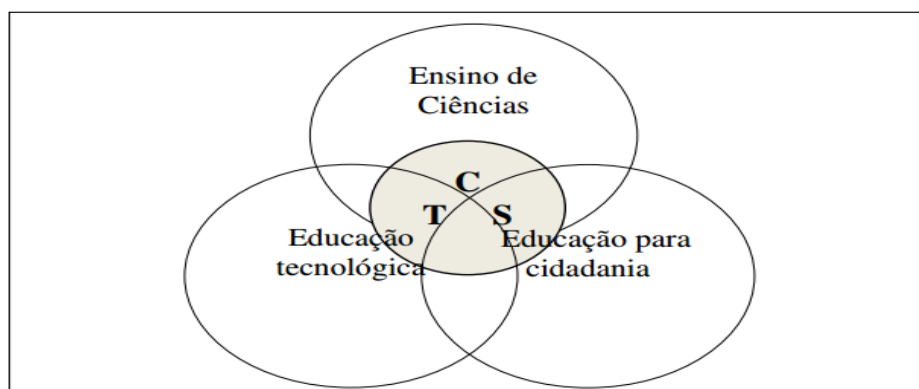 Ensino de
Ciências
C
T S
Educação
tecnológica
Educação para
cidadania